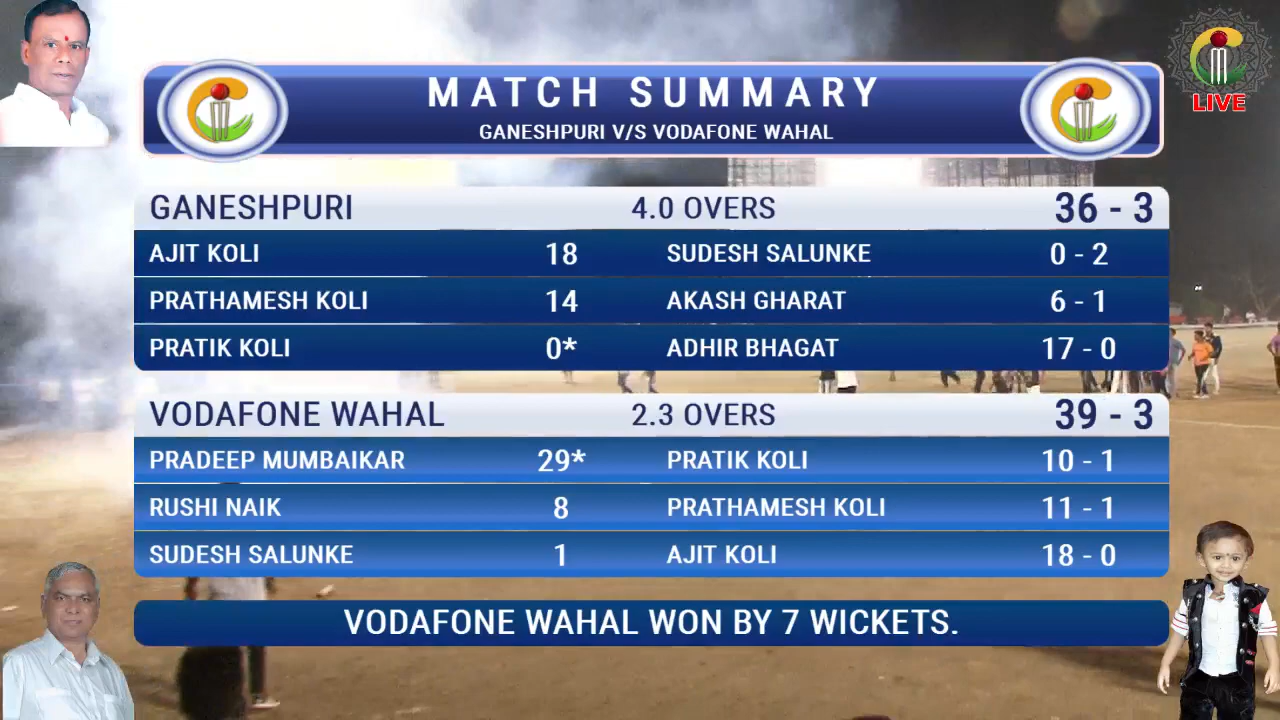 MATCH SUMMARY
GANESHPURI V/S VODAFONE WAHAL
LIVE
GANESHPURI 4.0 OVERS 36 - 3
AJIT KOLI 18 SUDESH SALUNKE 0 - 2
PRATHAMESH KOLI 14 AKASH GHARAT 6 - 1
PRATIK KOLI 0* ADHIR BHAGAT 17 - 0
VODAFONE WAHAL 2.3 OVERS 39 - 3
PRADEEP MUMBAIKAR 29* PRATIK KOLI 10 - 1
RUSHI NAIK 8 PRATHAMESH KOLI 11 - 1
SUDESH SALUNKE 1 AJIT KOLI 18 - 0
VODAFONE WAHAL WON BY 7 WICKETS.